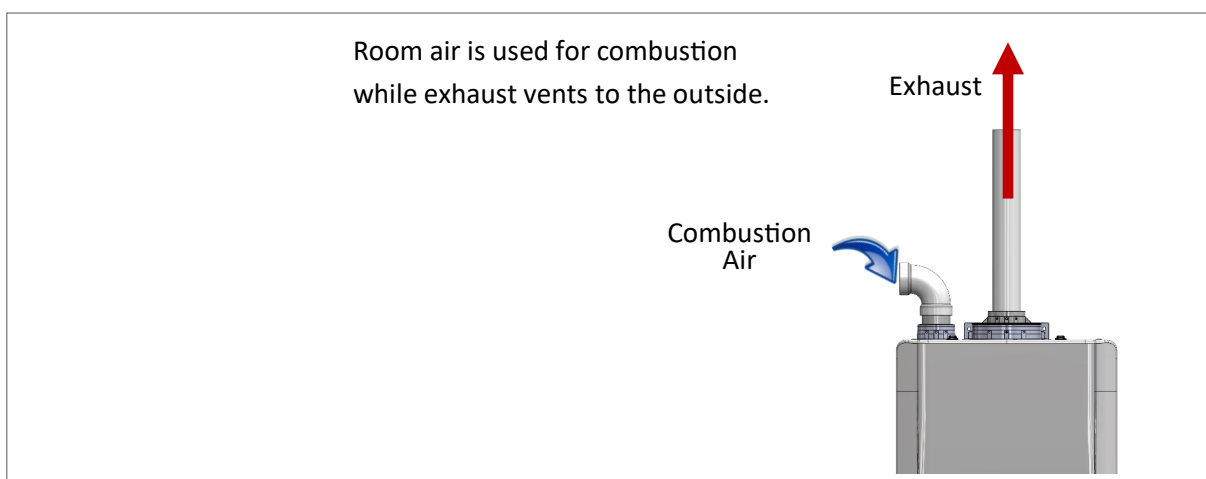 Room air is used for combustion
while exhaust vents to the outside.
Exhaust
Combustion
Air